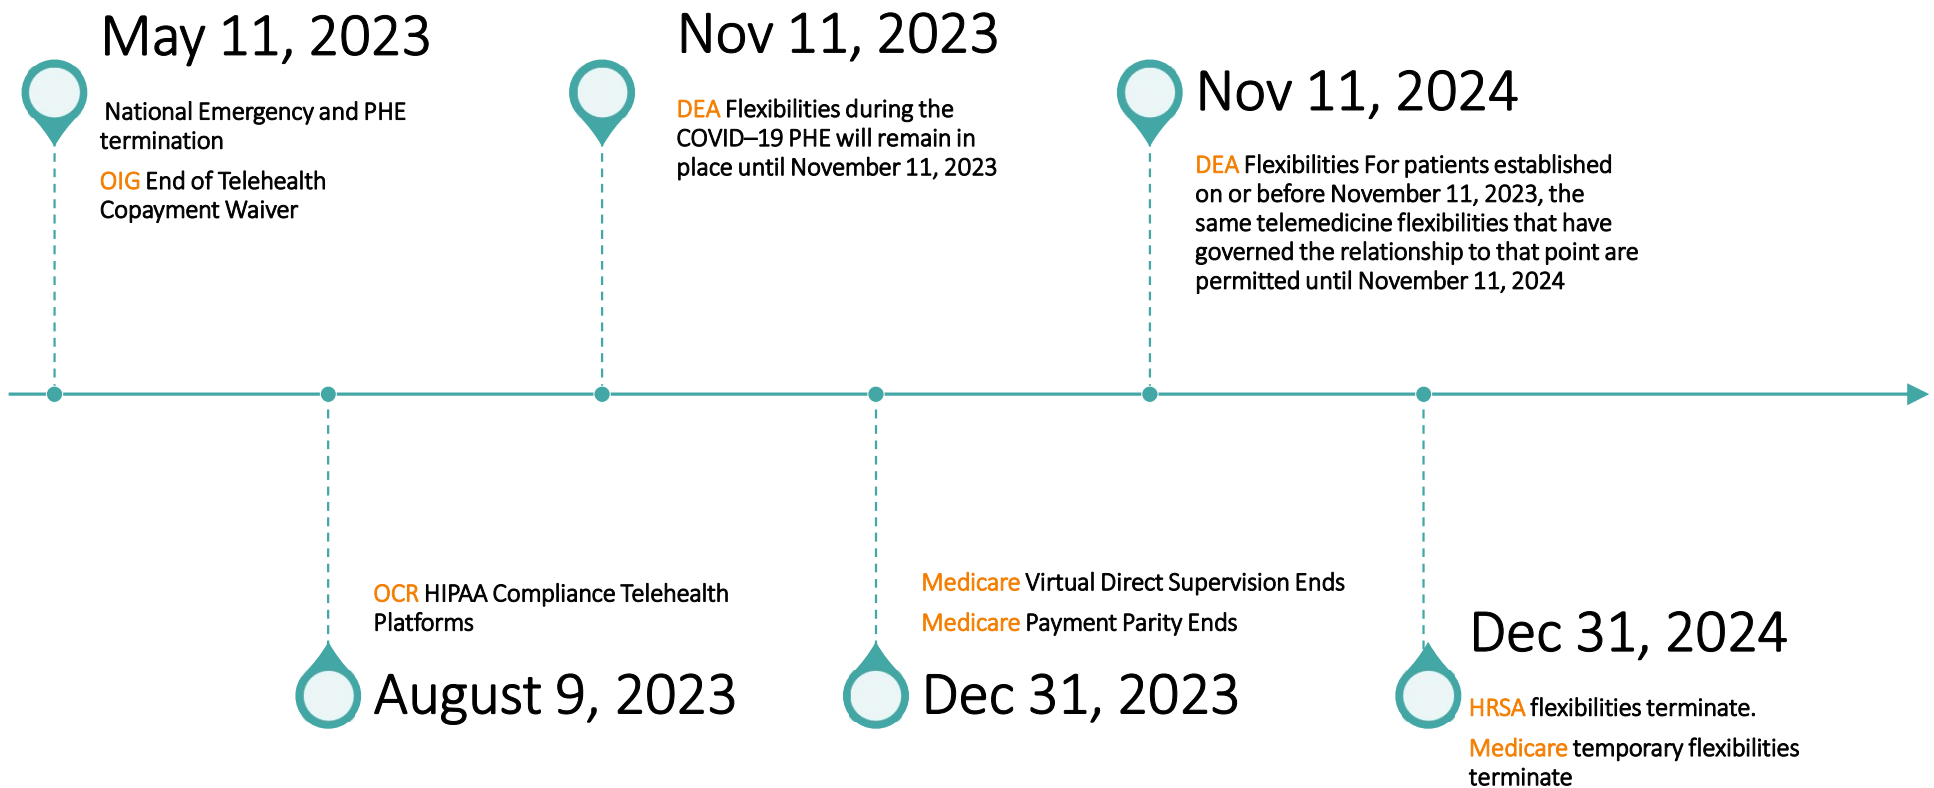 May 11, 2023
National Emergency and PHE
termination
OIG End of Telehealth
Copayment Waiver
Nov 11, 2023
DEA Flexibilities during the
COVID–19 PHE will remain in
place until November 11, 2023
Nov 11, 2024
DEA Flexibilities For patients established
on or before November 11, 2023, the
same telemedicine flexibilities that have
governed the relationship to that point are
permitted until November 11, 2024
OCR HIPAA Compliance Telehealth
Platforms
August 9, 2023
Medicare Virtual Direct Supervision Ends
Medicare Payment Parity Ends
Dec 31, 2023
Dec 31, 2024
HRSA flexibilities terminate.
Medicare temporary flexibilities
terminate